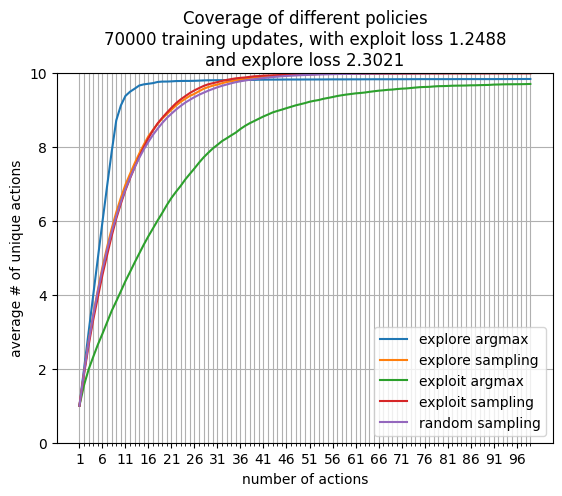 Coverage of different policies
70000 training updates, with exploit loss 1.2488
and explore loss 2.3021
10
8
6
4
2
0
average # of unique actions
explore argmax
explore sampling
exploit argmax
exploit sampling
random sampling
1 6 11 16 21 26 31 36 41 46 51 56 61 66 71 76 81 86 91 96
number of actions